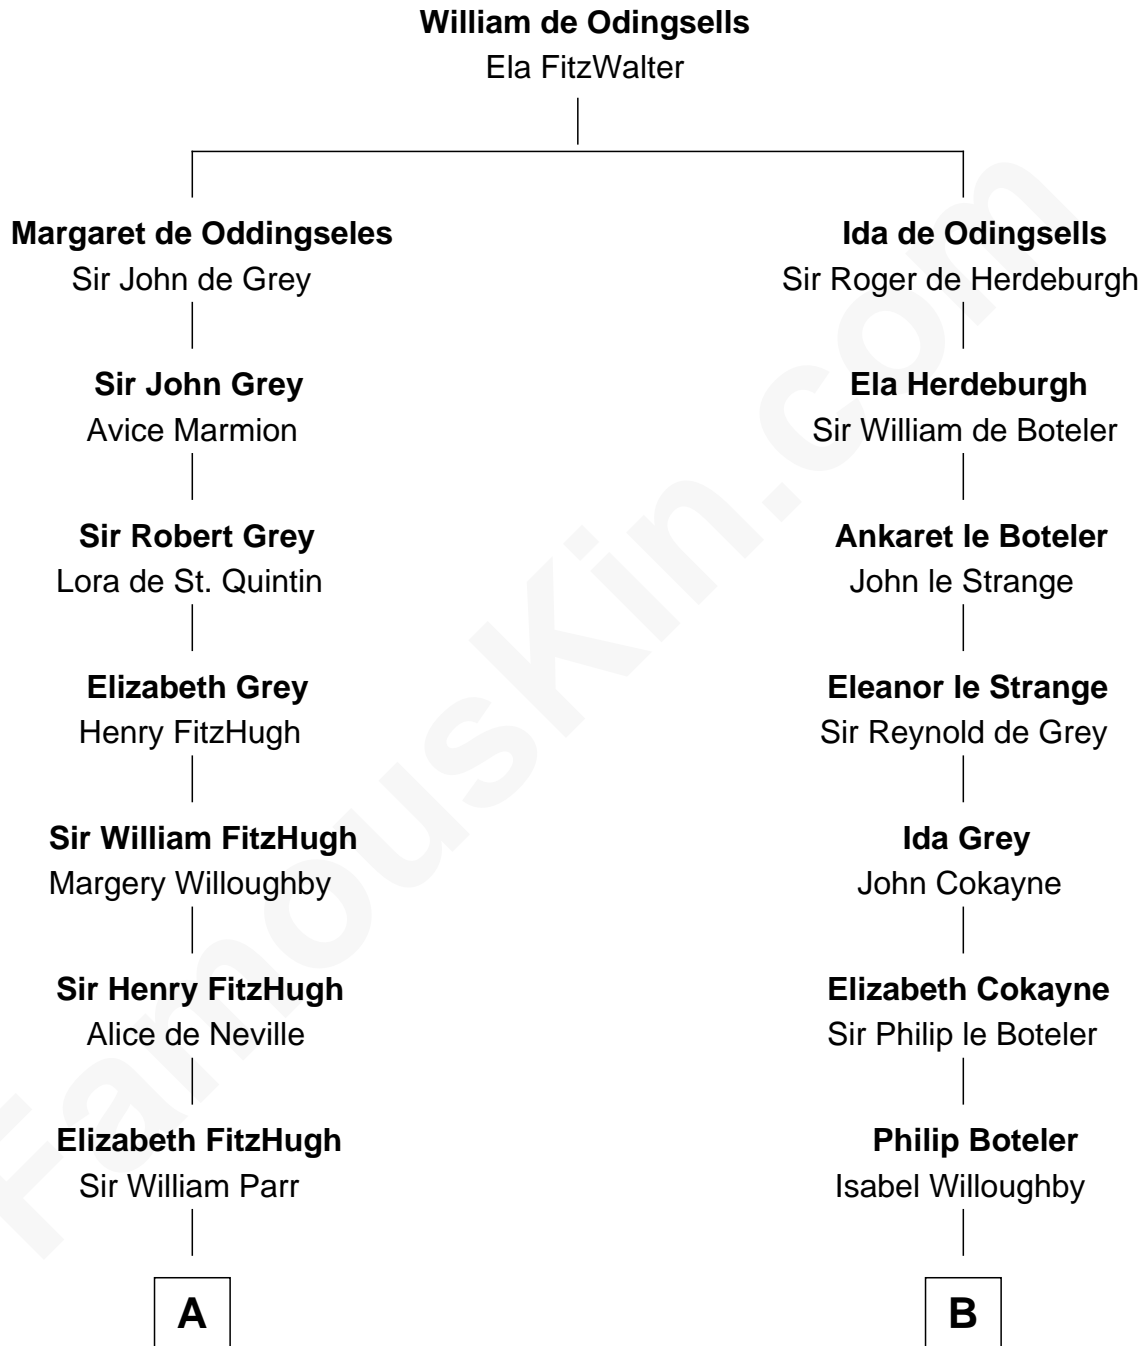 William de Odingsells
Ela FitzWalter
Margaret de Oddingseles
Sir John de Grey
Sir John Grey
Avice Marmion
Sir Robert Grey
Lora de St. Quintin
Elizabeth Grey
Henry FitzHugh
Sir William FitzHugh
Margery Willoughby
Sir Henry FitzHugh
Alice de Neville
Elizabeth FitzHugh
Sir William Parr
A
Ida de Odingsells
Sir Roger de Herdeburgh
Ela Herdeburgh
Sir William de Boteler
Ankaret le Boteler
John le Strange
Eleanor le Strange
Sir Reynold de Grey
Ida Grey
John Cokayne
Elizabeth Cokayne
Sir Philip le Boteler
Philip Boteler
Isabel Willoughby
B
FamousKin.com